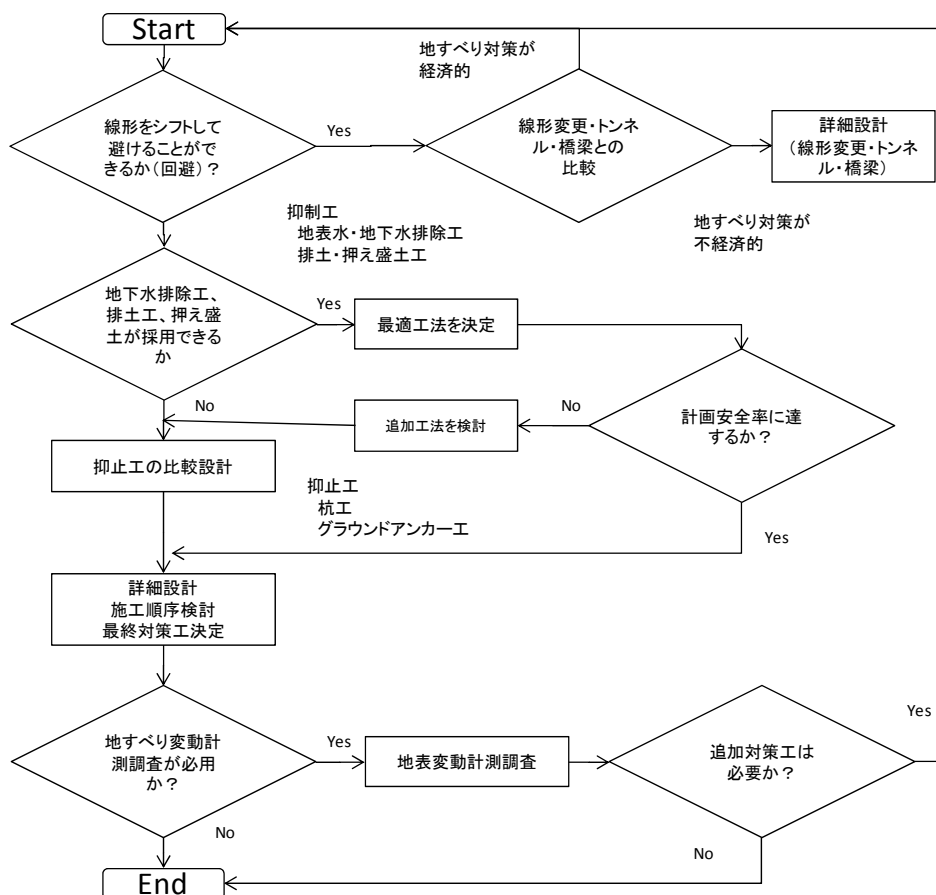 Start
地すべり対策が
経済的
線形をシフトして
避けることがで
きるか(回避)?
Yes
線形変更・トンネ
ル・橋梁との
比較
詳細設計
(線形変更・トンネ
ル・橋梁)
抑制工
地表水・地下水排除工
排土・押え盛土工
地すべり対策が
不経済的
地下水排除工、
排土工、押え盛
土が採用できる
か
Yes
最適工法を決定
No
追加工法を検討
No
計画安全率に達
するか?
抑止工の比較設計
抑止工
杭工
グラウンドアンカー工
Yes
詳細設計
施工順序検討
最終対策工決定
地すべり変動計
測調査が必用
か?
Yes
地表変動計測調査
追加対策工は
必要か?
Yes
No
No
End